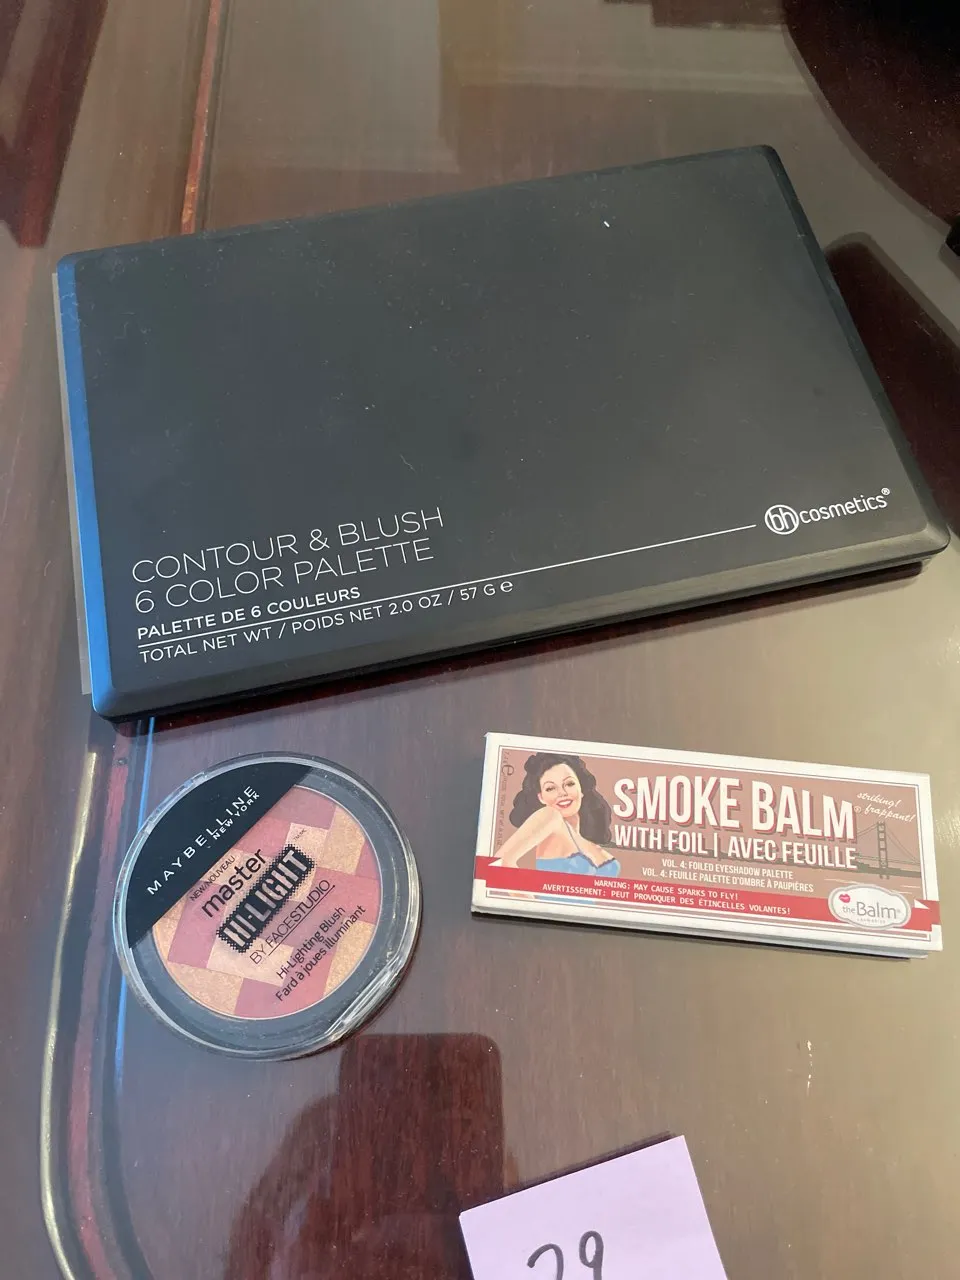 CONTOUR & BLUSH
6 COLOR PALETTE
PALETTE DE 6 COULEURS
TOTAL NET WT / POIDS NET 2.0 OZ / 57 G ℮
bh cosmetics®
MAYBELLINE
NEW YORK
NEW/NOUVEAU
master
HI-LIGHT
BY FACESTUDIO
Hi-Lighting Blush
Fard à joues illuminant
SMOKE BALM®
WITH FOIL | AVEC FEUILLE
striking!
frappant!
VOL. 4: FOILED EYESHADOW PALETTE
VOL. 4: FEUILLE PALETTE D'OMBRE À PAUPIÈRES
WARNING: MAY CAUSE SPARKS TO FLY!
AVERTISSEMENT: PEUT PROVOQUER DES ÉTINCELLES VOLANTES!
theBalm®
29